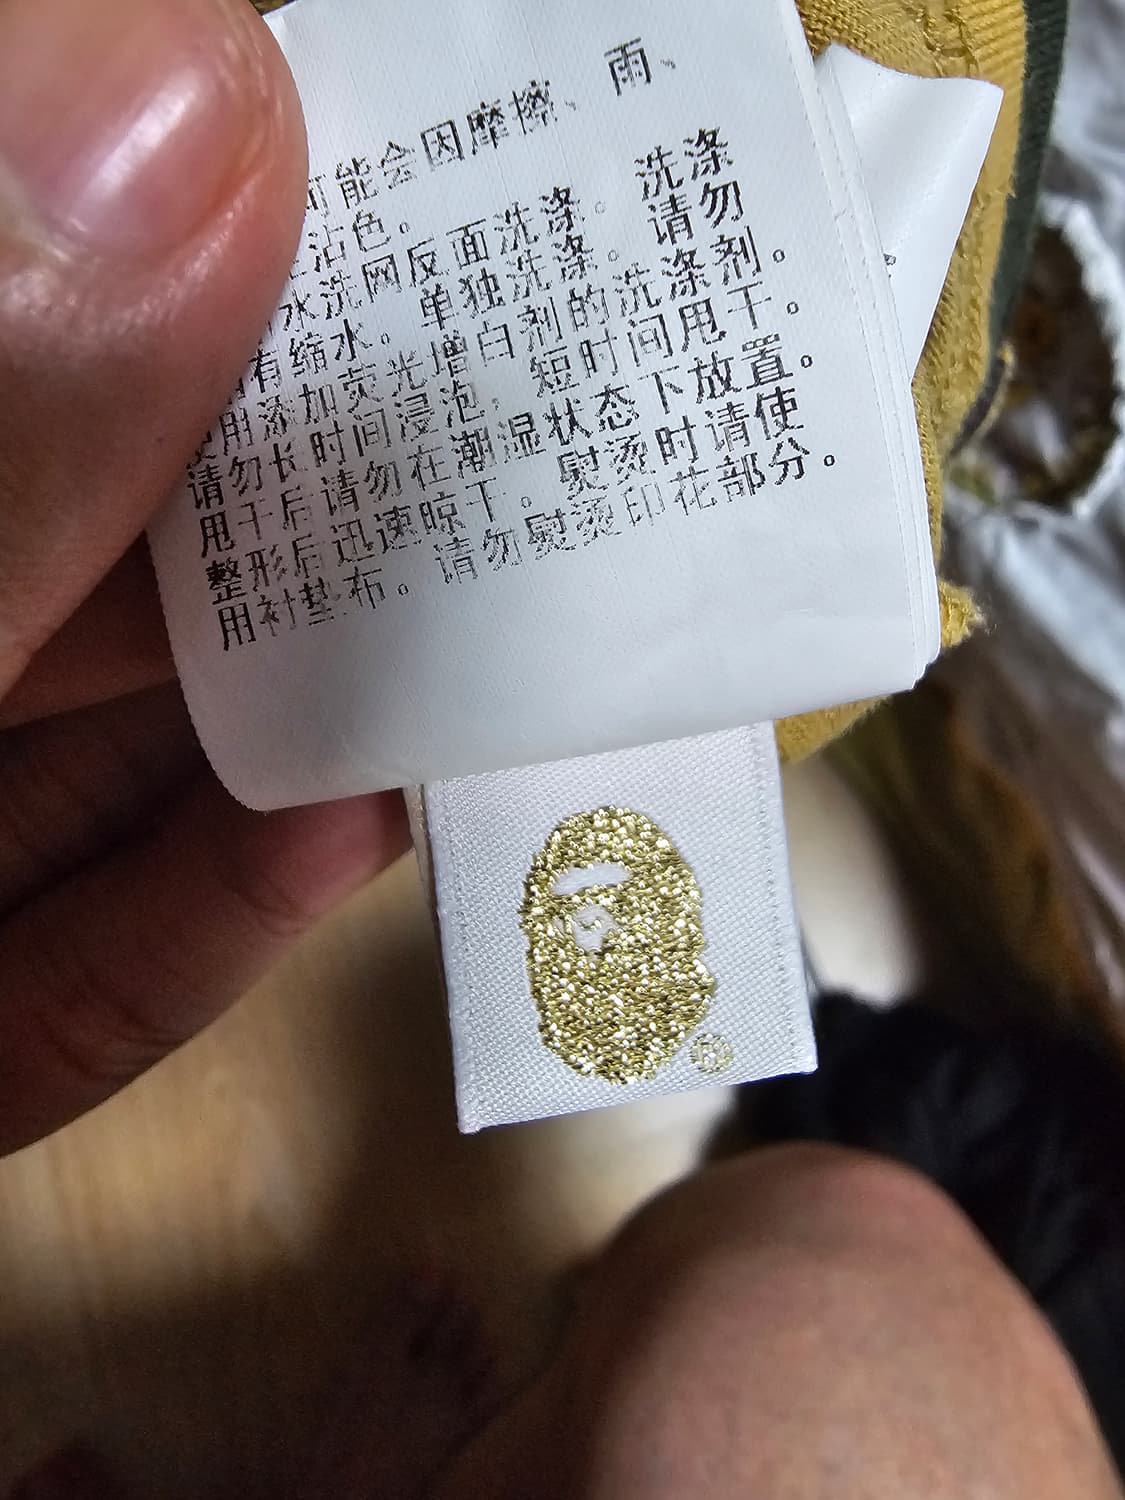 可能会因摩擦、雨、
沾色。
水洗网反面洗涤。洗涤
有缩水。单独洗涤。请勿
使用添加荧光增白剂的洗涤剂。
请勿长时间浸泡，短时间甩干。
甩干后请勿在潮湿状态下放置。
整形后迅速晾干。熨烫时请使
用衬垫布。请勿熨烫印花部分。
®